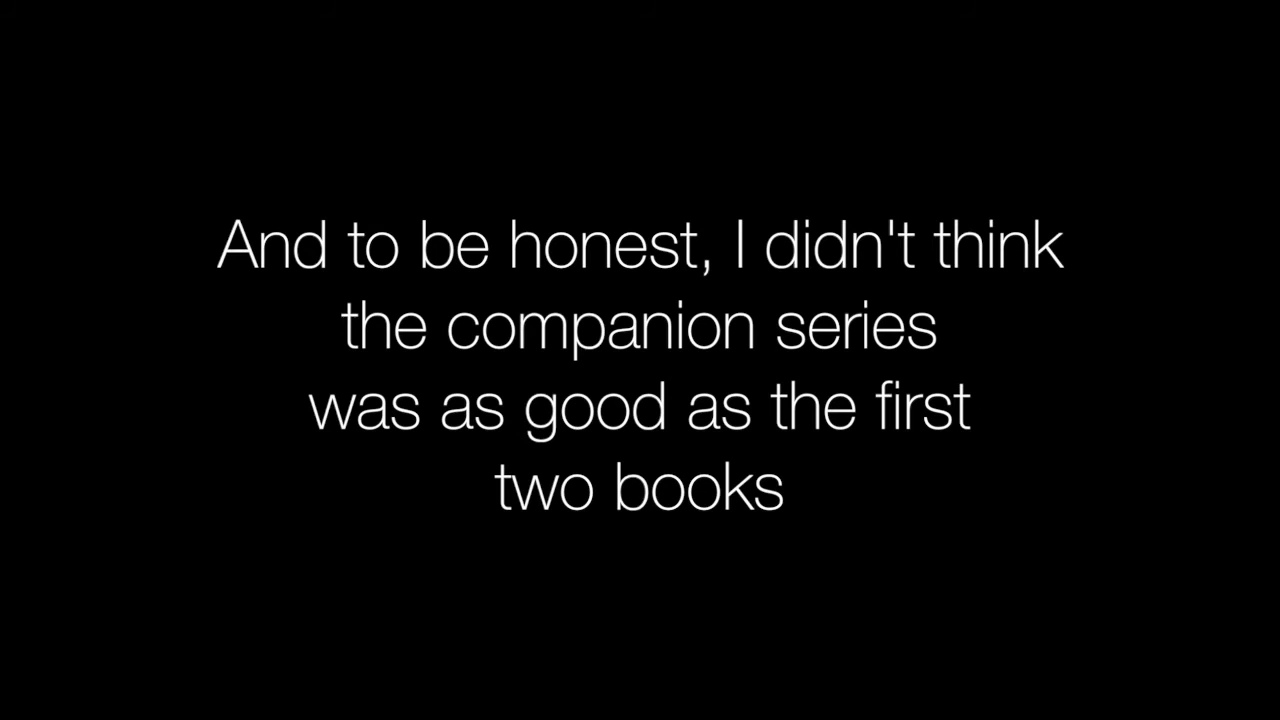 And to be honest, I didn't think
the companion series
was as good as the first
two books